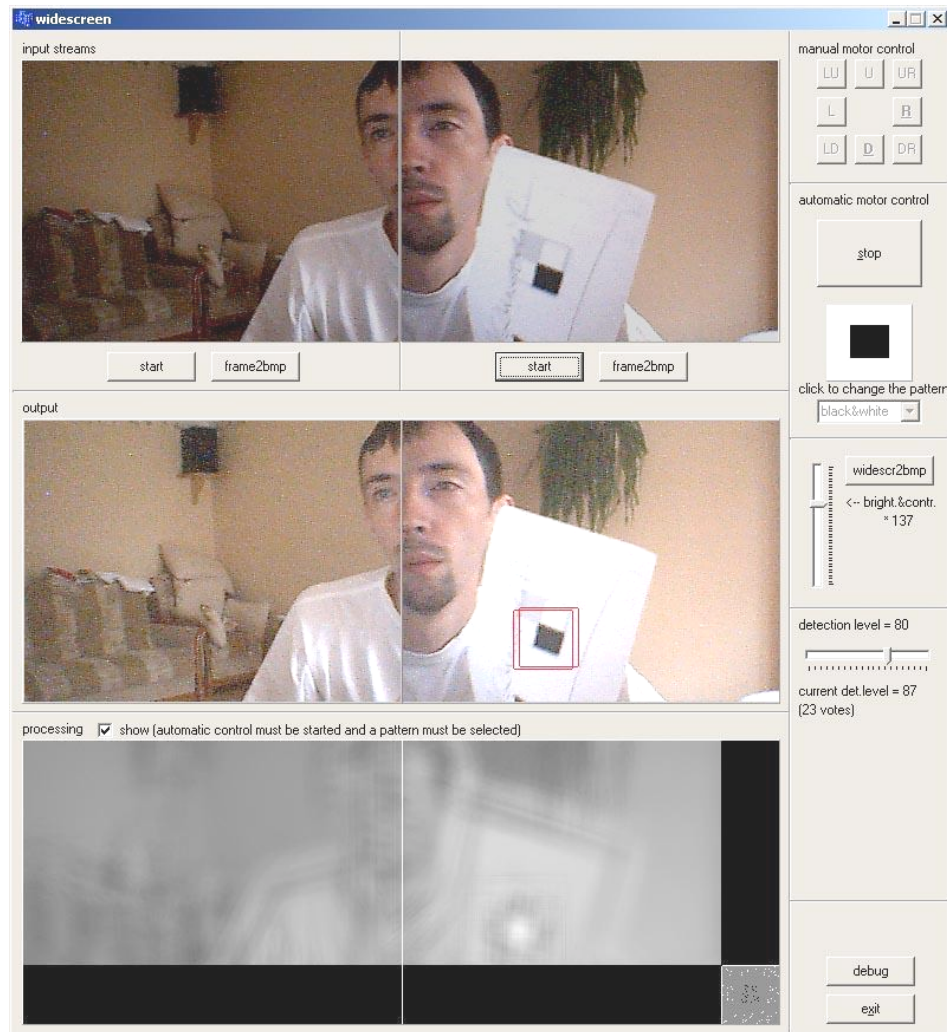 widescreen
input streams
start
frame2bmp
start
frame2bmp
output
processing
show (automatic control must be started and a pattern must be selected)
manual motor control
LU U UR
L R
LD D DR
automatic motor control
stop
click to change the pattern
black&white
widescr2bmp
<-- bright.&contr.
* 137
detection level = 80
current det.level = 87
(23 votes)
debug
exit